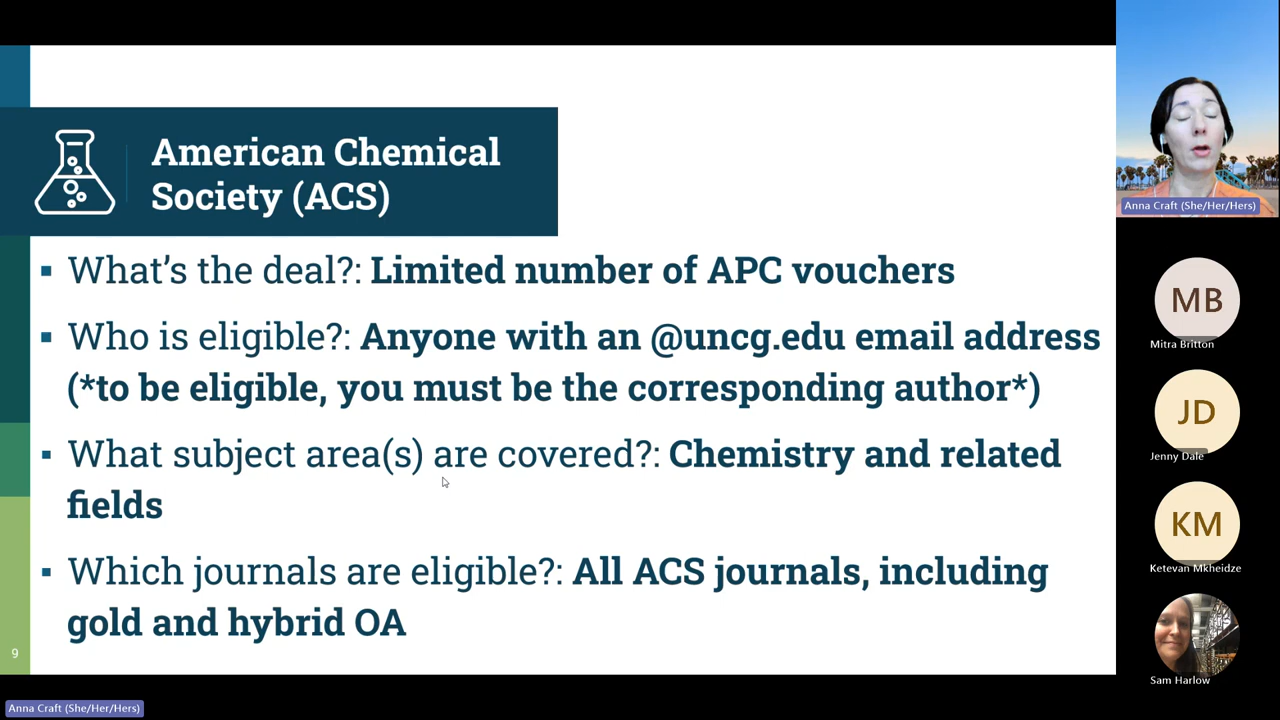 American Chemical
Society (ACS)
▪ What’s the deal?: Limited number of APC vouchers
▪ Who is eligible?: Anyone with an @uncg.edu email address
(*to be eligible, you must be the corresponding author*)
▪ What subject area(s) are covered?: Chemistry and related
fields
▪ Which journals are eligible?: All ACS journals, including
gold and hybrid OA
9
Anna Craft (She/Her/Hers)
Anna Craft (She/Her/Hers)
MB
Mitra Britton
JD
Jenny Dale
KM
Ketevan Mkheidze
Sam Harlow